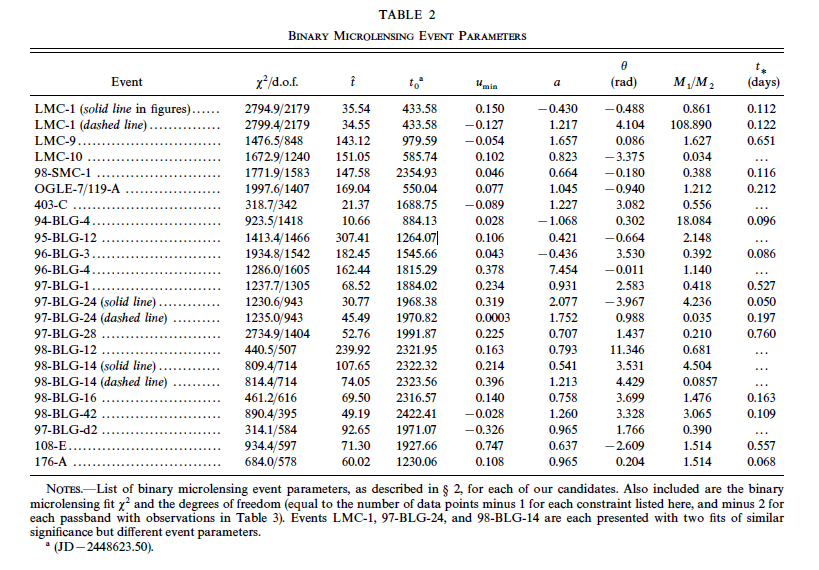 TABLE 2
BINARY MICROLENSING EVENT PARAMETERS
Event χ²/d.o.f. t̂ t₀ᵃ uₘᵢₙ a θ (rad) M₁/M₂ t* (days)
LMC-1 (solid line in figures)...... 2794.9/2179 35.54 433.58 0.150 −0.430 −0.488 0.861 0.112
LMC-1 (dashed line)............... 2799.4/2179 34.55 433.58 −0.127 1.217 4.104 108.890 0.122
LMC-9............................. 1476.5/848 143.12 979.59 −0.054 1.657 0.086 1.627 0.651
LMC-10 ........................... 1672.9/1240 151.05 585.74 0.102 0.823 −3.375 0.034 ...
98-SMC-1 ......................... 1771.9/1583 147.58 2354.93 0.046 0.664 −0.180 0.388 0.116
OGLE-7/119-A ................... 1997.6/1407 169.04 550.04 0.077 1.045 −0.940 1.212 0.212
403-C ............................. 318.7/342 21.37 1688.75 −0.089 1.227 3.082 0.556 ...
94-BLG-4.......................... 923.5/1418 10.66 884.13 0.028 −1.068 0.302 18.084 0.096
95-BLG-12 ........................ 1413.4/1466 307.41 1264.07 0.106 0.421 −0.664 2.148 ...
96-BLG-3.......................... 1934.8/1542 182.45 1545.66 0.043 −0.436 3.530 0.392 0.086
96-BLG-4.......................... 1286.0/1605 162.44 1815.29 0.378 7.454 −0.011 1.140 ...
97-BLG-1.......................... 1237.7/1305 68.52 1884.02 0.234 0.931 2.583 0.418 0.527
97-BLG-24 (solid line) ............. 1230.6/943 30.77 1968.38 0.319 2.077 −3.967 4.236 0.050
97-BLG-24 (dashed line) .......... 1235.0/943 45.49 1970.82 0.0003 1.752 0.988 0.035 0.197
97-BLG-28 ........................ 2734.9/1404 52.76 1991.87 0.225 0.707 1.437 0.210 0.760
98-BLG-12 ........................ 440.5/507 239.92 2321.95 0.163 0.793 11.346 0.681 ...
98-BLG-14 (solid line)............. 809.4/714 107.65 2322.32 0.214 0.541 3.531 4.504 ...
98-BLG-14 (dashed line) .......... 814.4/714 74.05 2323.56 0.396 1.213 4.429 0.0857 ...
98-BLG-16 ........................ 461.2/616 69.50 2316.57 0.140 0.758 3.699 1.476 0.163
98-BLG-42 ........................ 890.4/395 49.19 2422.41 −0.028 1.260 3.328 3.065 0.109
97-BLG-d2 ........................ 314.1/584 92.65 1971.07 −0.326 0.965 1.766 0.390 ...
108-E.............................. 934.4/597 71.30 1927.66 0.747 0.637 −2.609 1.514 0.557
176-A ............................. 684.0/578 60.02 1230.06 0.108 0.965 0.204 1.514 0.068
NOTES.—List of binary microlensing event parameters, as described in § 2, for each of our candidates. Also included are the binary
microlensing fit χ² and the degrees of freedom (equal to the number of data points minus 1 for each constraint listed here, and minus 2 for
each passband with observations in Table 3). Events LMC-1, 97-BLG-24, and 98-BLG-14 are each presented with two fits of similar
significance but different event parameters.
ᵃ (JD−2448623.50).